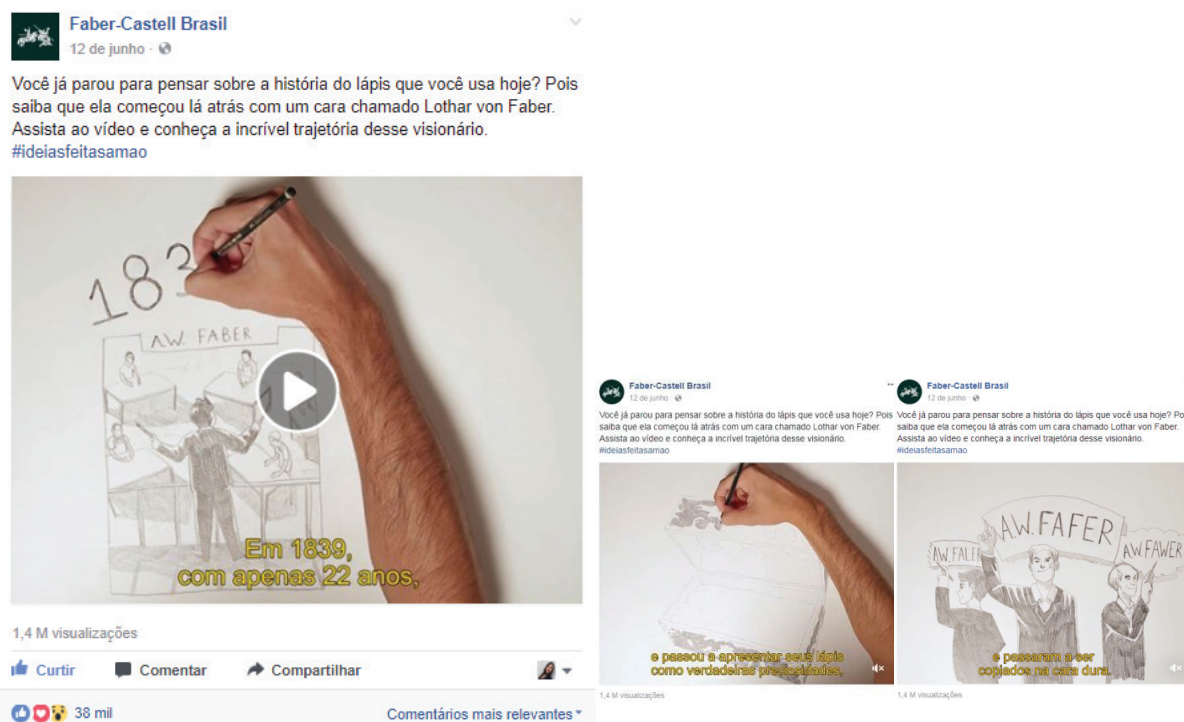 Faber-Castell Brasil
12 de junho ·
Você já parou para pensar sobre a história do lápis que você usa hoje? Pois
saiba que ela começou lá atrás com um cara chamado Lothar von Faber.
Assista ao vídeo e conheça a incrível trajetória desse visionário.
#ideiasfeitasamao
183
A.W. FABER
Em 1839,
com apenas 22 anos,
1,4 M visualizações
Curtir
Comentar
Compartilhar
38 mil
Comentários mais relevantes
Faber-Castell Brasil
12 de junho ·
Você já parou para pensar sobre a história do lápis que você usa hoje? Pois
saiba que ela começou lá atrás com um cara chamado Lothar von Faber.
Assista ao vídeo e conheça a incrível trajetória desse visionário.
#ideiasfeitasamao
e passou a apresentar seus lápis
como verdadeiras preciosidades,
1,4 M visualizações
Faber-Castell Brasil
12 de junho ·
Você já parou para pensar sobre a história do lápis que você usa hoje? Po
saiba que ela começou lá atrás com um cara chamado Lothar von Faber.
Assista ao vídeo e conheça a incrível trajetória desse visionário.
#ideiasfeitasamao
A.W. FALER
A.W. FAFER
A.W. FAWER
e passaram a ser
copiados na cara dura.
1,4 M visualizações